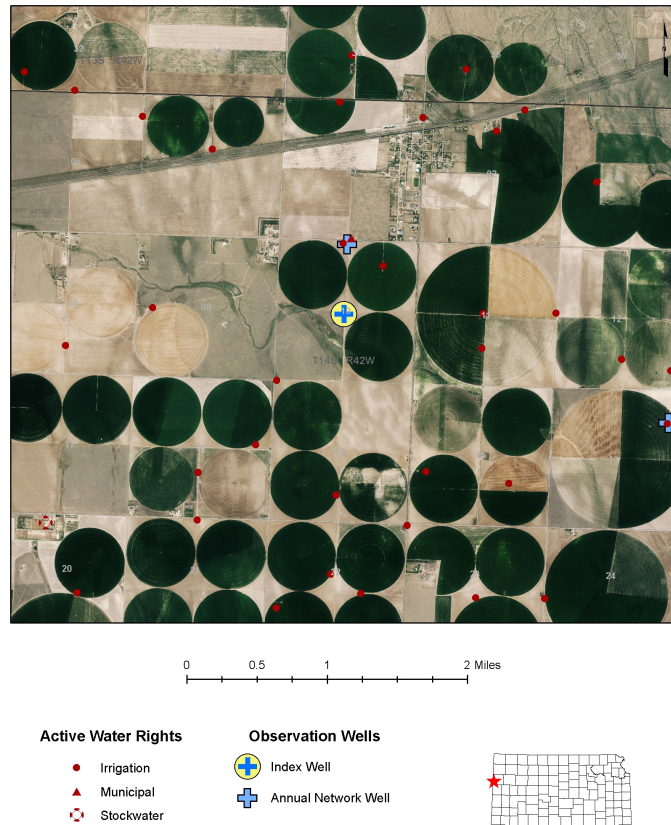 T13S R42W
T14S R42W
20
24
0 0.5 1 2 Miles
Active Water Rights
Irrigation
Municipal
Stockwater
Observation Wells
Index Well
Annual Network Well